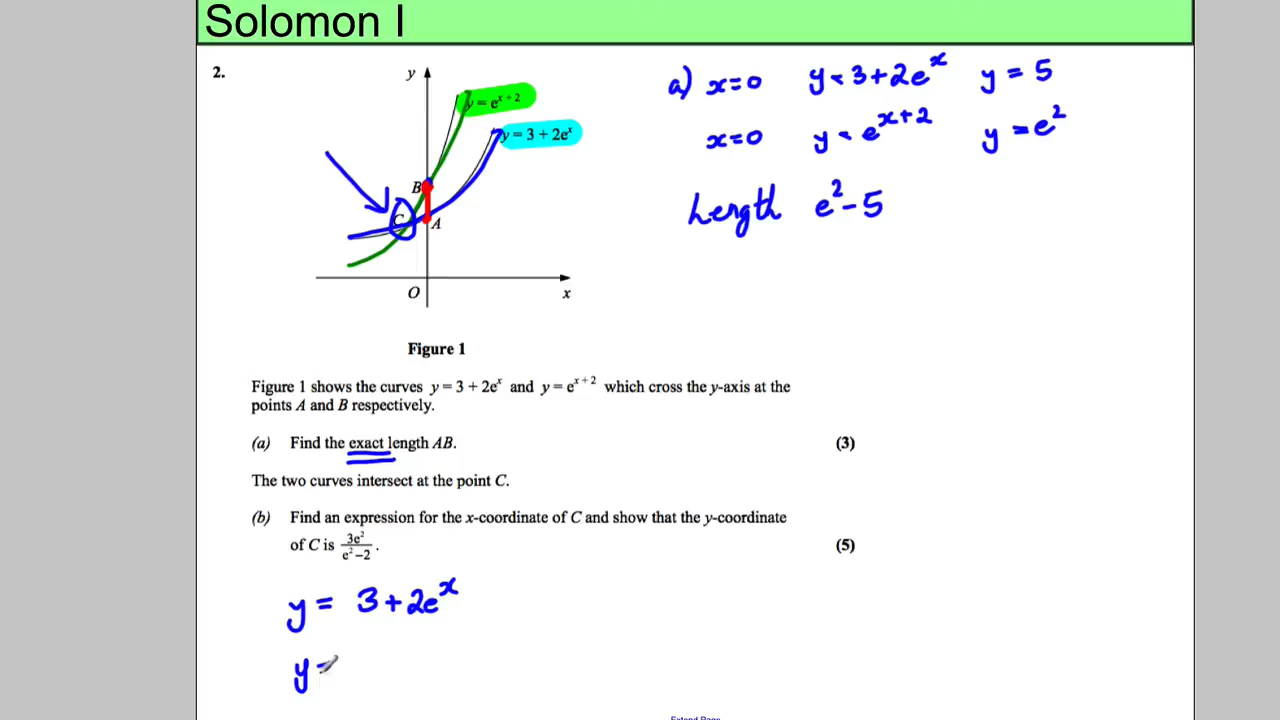 Solomon I
2.
y
y = e^{x + 2}
y = 3 + 2e^x
B
C
A
O
x
Figure 1
a) x=0 y = 3+2e^x y = 5
x=0 y = e^{x+2} y = e^2
Length e^2-5
Figure 1 shows the curves y = 3 + 2e^x and y = e^{x + 2} which cross the y-axis at the
points A and B respectively.
(a) Find the exact length AB. (3)
The two curves intersect at the point C.
(b) Find an expression for the x-coordinate of C and show that the y-coordinate
of C is \frac{3e^2}{e^2-2}. (5)
y = 3+2e^x
y =
Extend Page